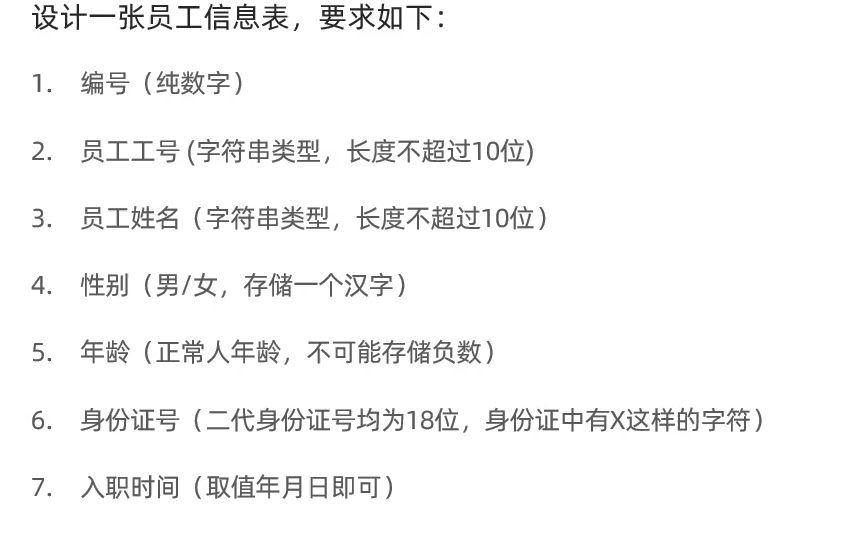 设计一张员工信息表，要求如下：
1. 编号（纯数字）
2. 员工工号 (字符串类型，长度不超过10位)
3. 员工姓名（字符串类型，长度不超过10位）
4. 性别（男/女，存储一个汉字）
5. 年龄（正常人年龄，不可能存储负数）
6. 身份证号（二代身份证号均为18位，身份证中有X这样的字符）
7. 入职时间（取值年月日即可）